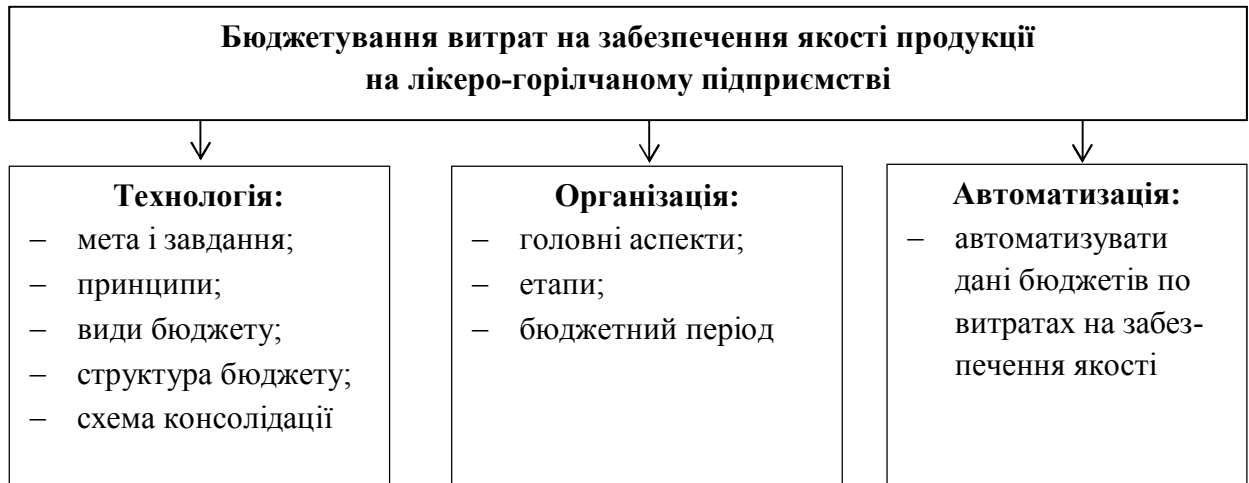 Бюджетування витрат на забезпечення якості продукції
на лікеро-горілчаному підприємстві
Технологія:
– мета і завдання;
– принципи;
– види бюджету;
– структура бюджету;
– схема консолідації
Організація:
– головні аспекти;
– етапи;
– бюджетний період
Автоматизація:
– автоматизувати
дані бюджетів по
витратах на забез-
печення якості